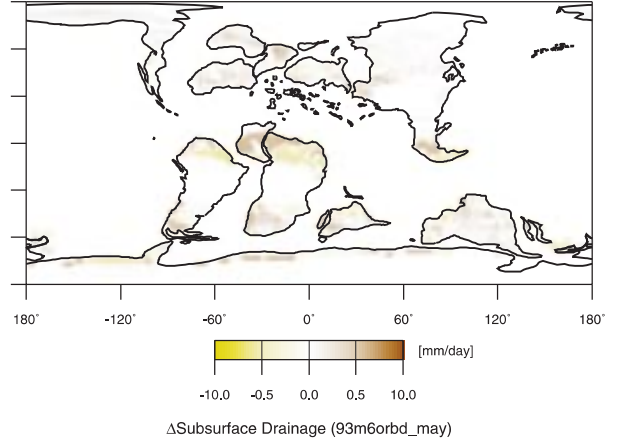 180˚ -120˚ -60˚ 0˚ 60˚ 120˚ 180˚
[mm/day]
-10.0 -0.5 0.0 0.5 10.0
ΔSubsurface Drainage (93m6orbd_may)